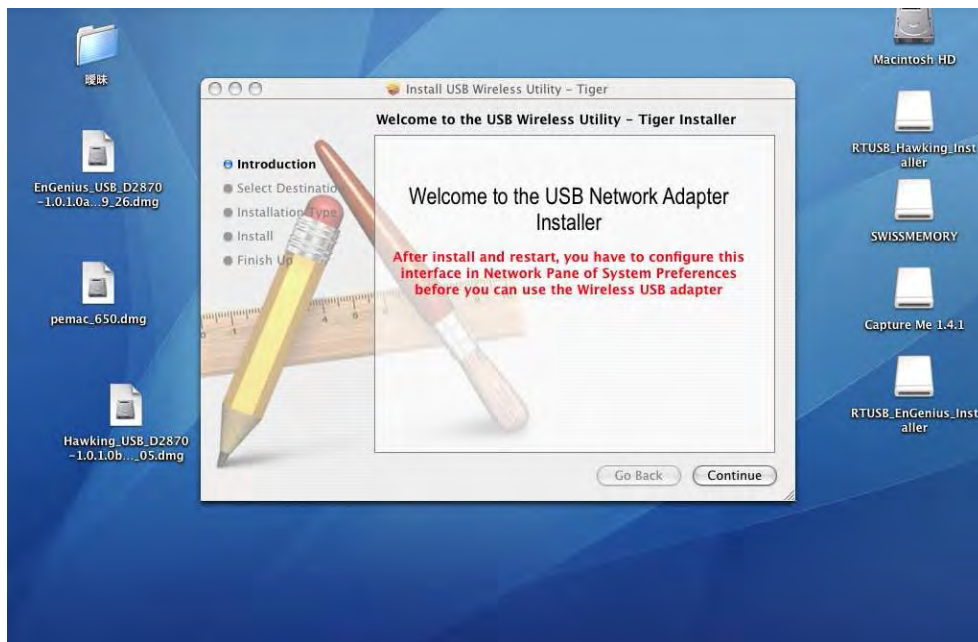 曖昧
EnGenius_USB_D2870
-1.0.1.0a...9_26.dmg
pemac_650.dmg
Hawking_USB_D2870
-1.0.1.0b..._05.dmg
Install USB Wireless Utility - Tiger
Welcome to the USB Wireless Utility - Tiger Installer
Introduction
Select Destination
Installation Type
Install
Finish Up
Welcome to the USB Network Adapter
Installer
After install and restart, you have to configure this
interface in Network Pane of System Preferences
before you can use the Wireless USB adapter
Go Back
Continue
Macintosh HD
RTUSB_Hawking_Inst
aller
SWISSMEMORY
Capture Me 1.4.1
RTUSB_EnGenius_Inst
aller